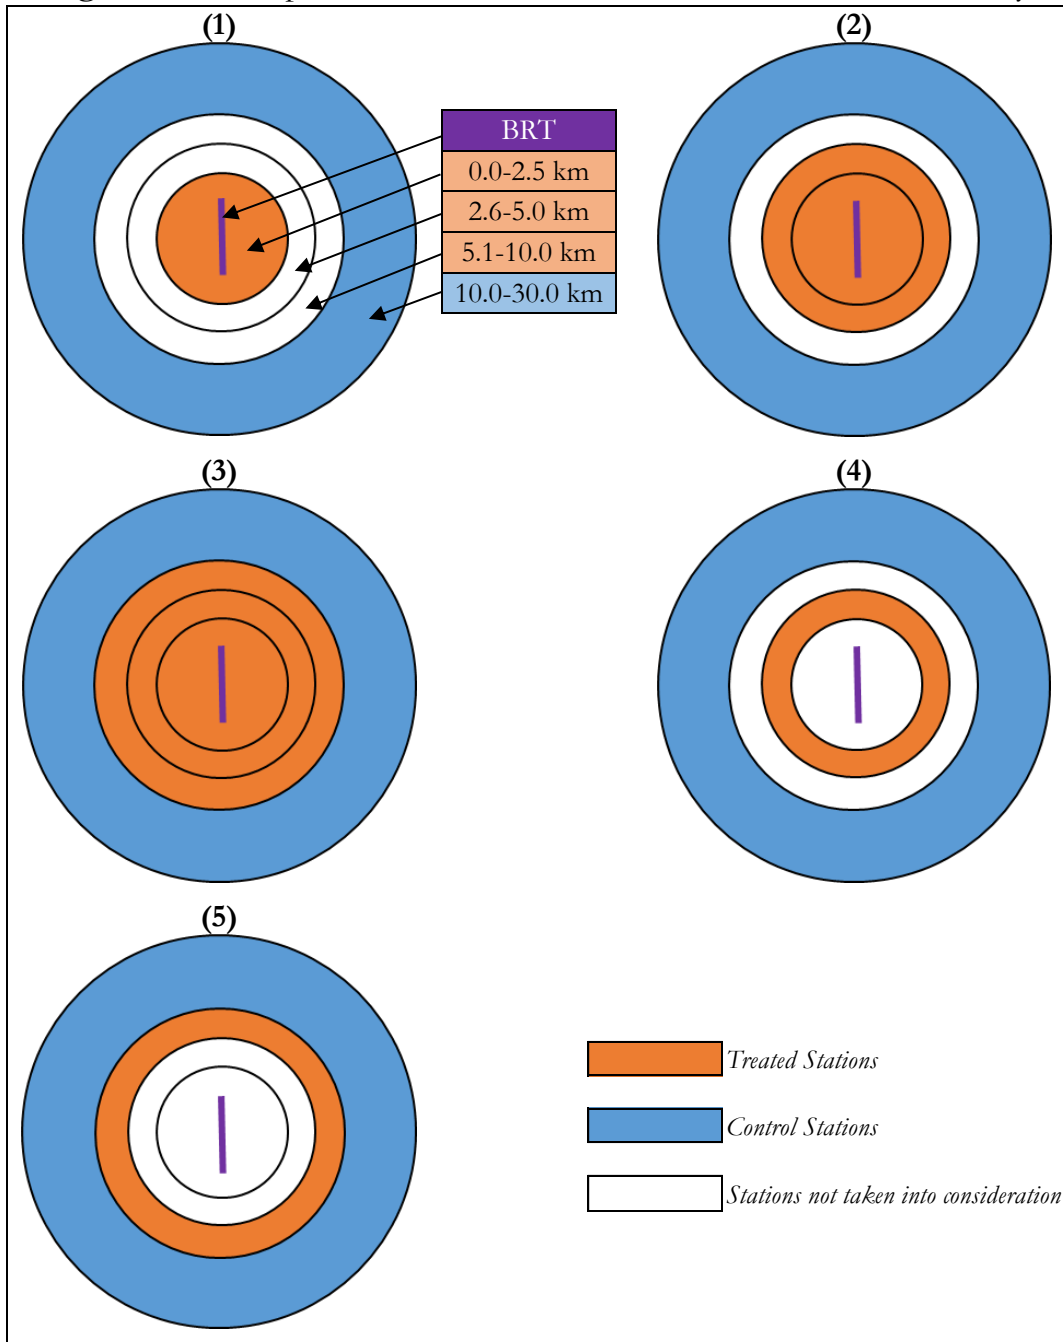 (1)
(2)
BRT
0.0-2.5 km
2.6-5.0 km
5.1-10.0 km
10.0-30.0 km
(3)
(4)
(5)
Treated Stations
Control Stations
Stations not taken into consideration